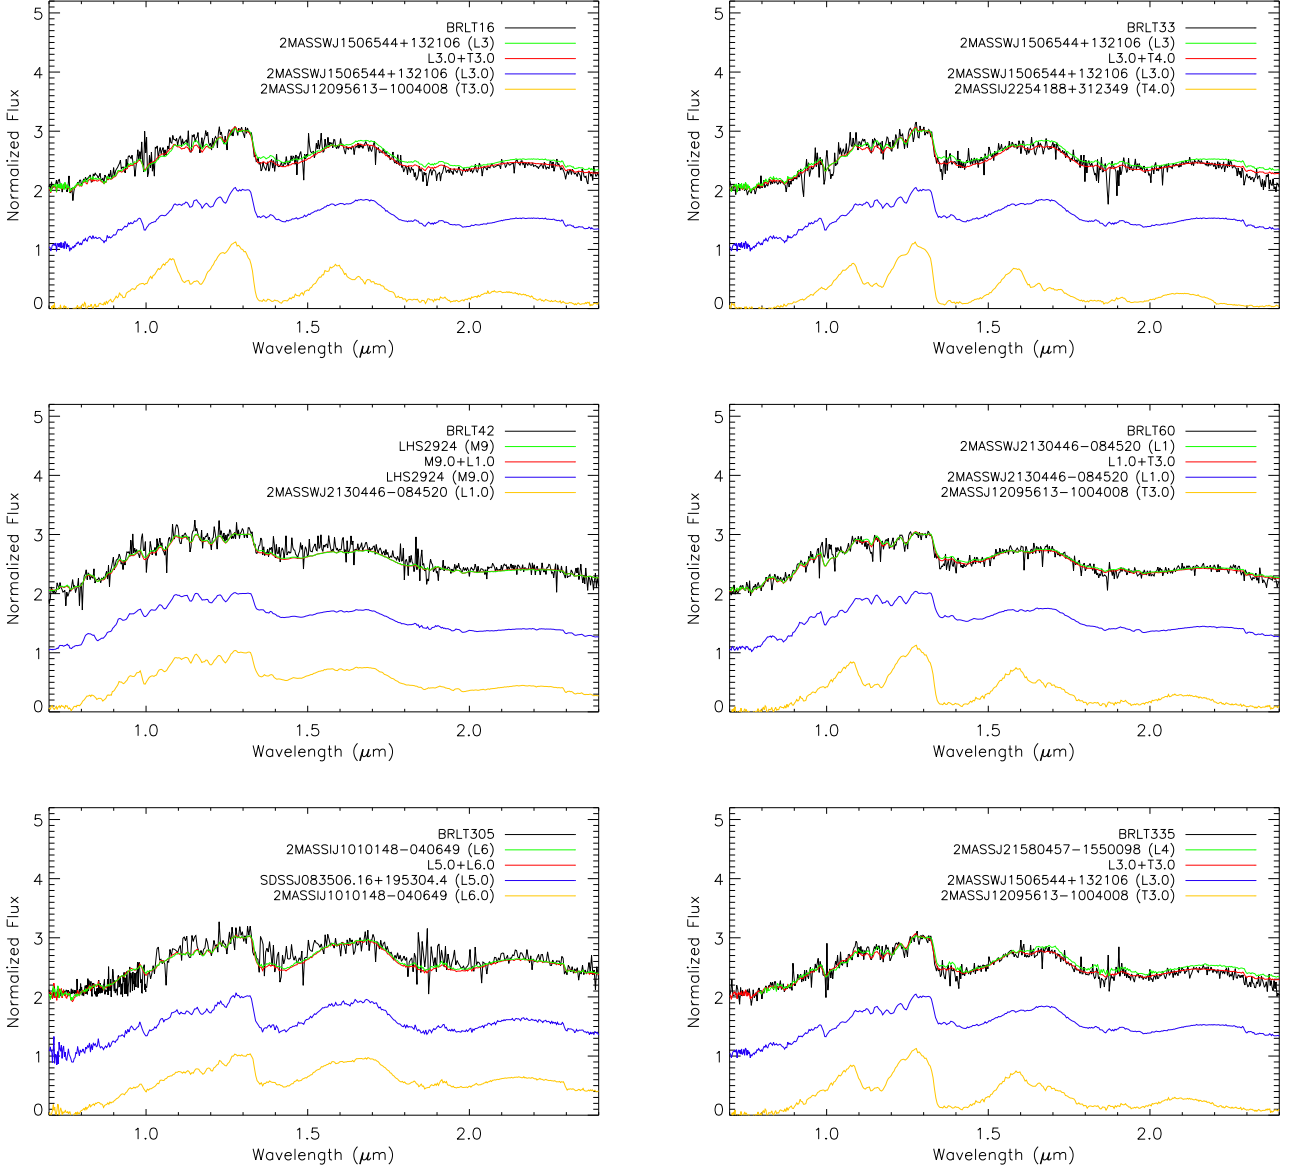 BRLT16
2MASSWJ1506544+132106 (L3)
L3.0+T3.0
2MASSWJ1506544+132106 (L3.0)
2MASSJ12095613-1004008 (T3.0)
Normalized Flux
5
4
3
2
1
0
1.0 1.5 2.0
Wavelength (μm)
BRLT33
2MASSWJ1506544+132106 (L3)
L3.0+T4.0
2MASSWJ1506544+132106 (L3.0)
2MASSIJ2254188+312349 (T4.0)
Normalized Flux
5
4
3
2
1
0
1.0 1.5 2.0
Wavelength (μm)
BRLT42
LHS2924 (M9)
M9.0+L1.0
LHS2924 (M9.0)
2MASSWJ2130446-084520 (L1.0)
Normalized Flux
5
4
3
2
1
0
1.0 1.5 2.0
Wavelength (μm)
BRLT60
2MASSWJ2130446-084520 (L1)
L1.0+T3.0
2MASSWJ2130446-084520 (L1.0)
2MASSJ12095613-1004008 (T3.0)
Normalized Flux
5
4
3
2
1
0
1.0 1.5 2.0
Wavelength (μm)
BRLT305
2MASSIJ1010148-040649 (L6)
L5.0+L6.0
SDSSJ083506.16+195304.4 (L5.0)
2MASSIJ1010148-040649 (L6.0)
Normalized Flux
5
4
3
2
1
0
1.0 1.5 2.0
Wavelength (μm)
BRLT335
2MASSJ21580457-1550098 (L4)
L3.0+T3.0
2MASSWJ1506544+132106 (L3.0)
2MASSJ12095613-1004008 (T3.0)
Normalized Flux
5
4
3
2
1
0
1.0 1.5 2.0
Wavelength (μm)